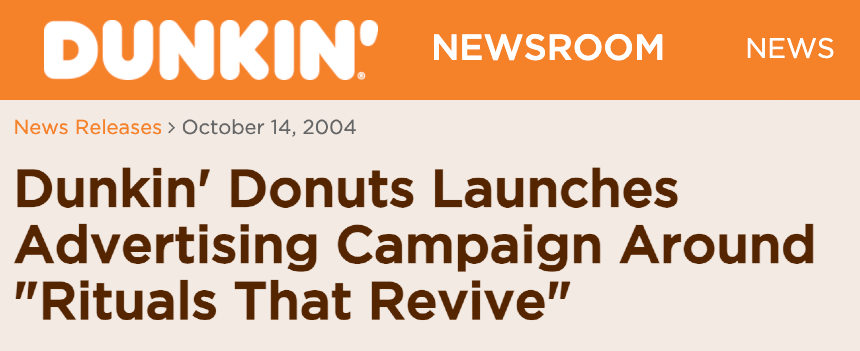 DUNKIN'® NEWSROOM NEWS
News Releases > October 14, 2004
Dunkin' Donuts Launches
Advertising Campaign Around
"Rituals That Revive"